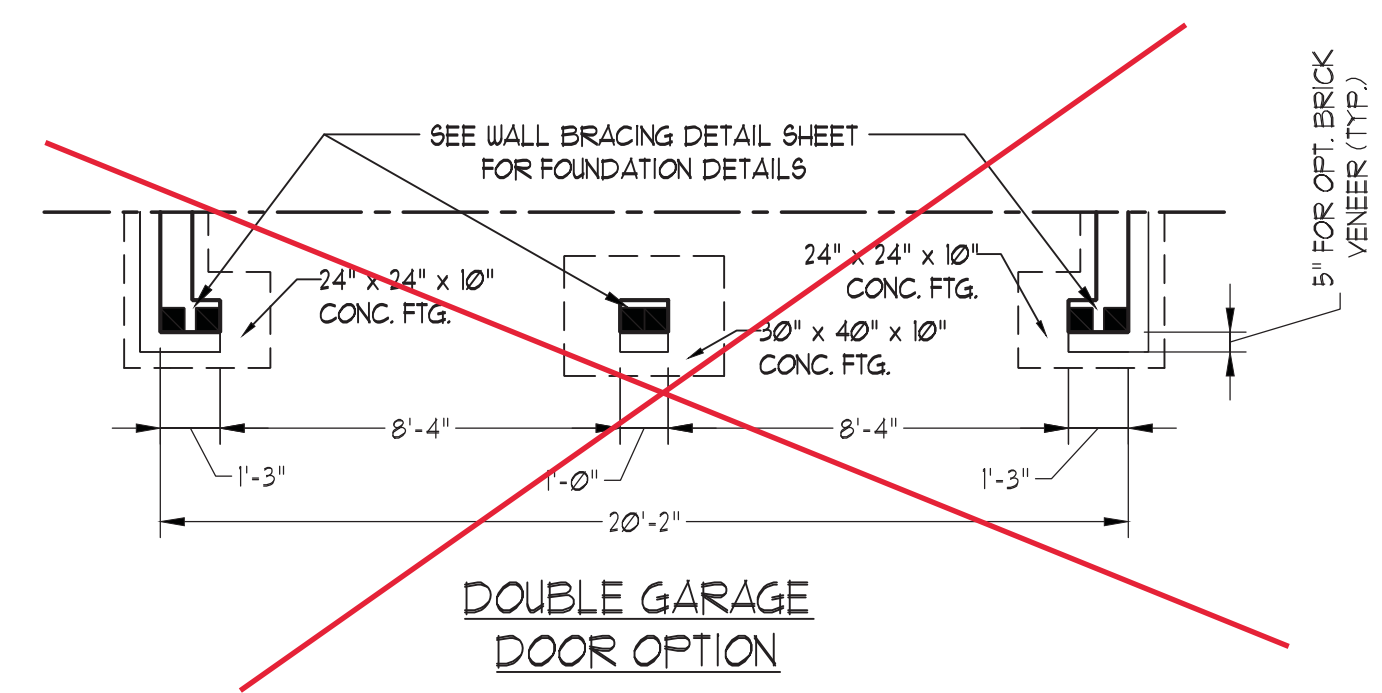 SEE WALL BRACING DETAIL SHEET
FOR FOUNDATION DETAILS
5" FOR OPT. BRICK
VENEER (TYP.)
24" x 24" x 10"
CONC. FTG.
24" x 24" x 10"
CONC. FTG.
30" x 40" x 10"
CONC. FTG.
8'-4"
8'-4"
1'-3"
1'-0"
1'-3"
20'-2"
DOUBLE GARAGE
DOOR OPTION